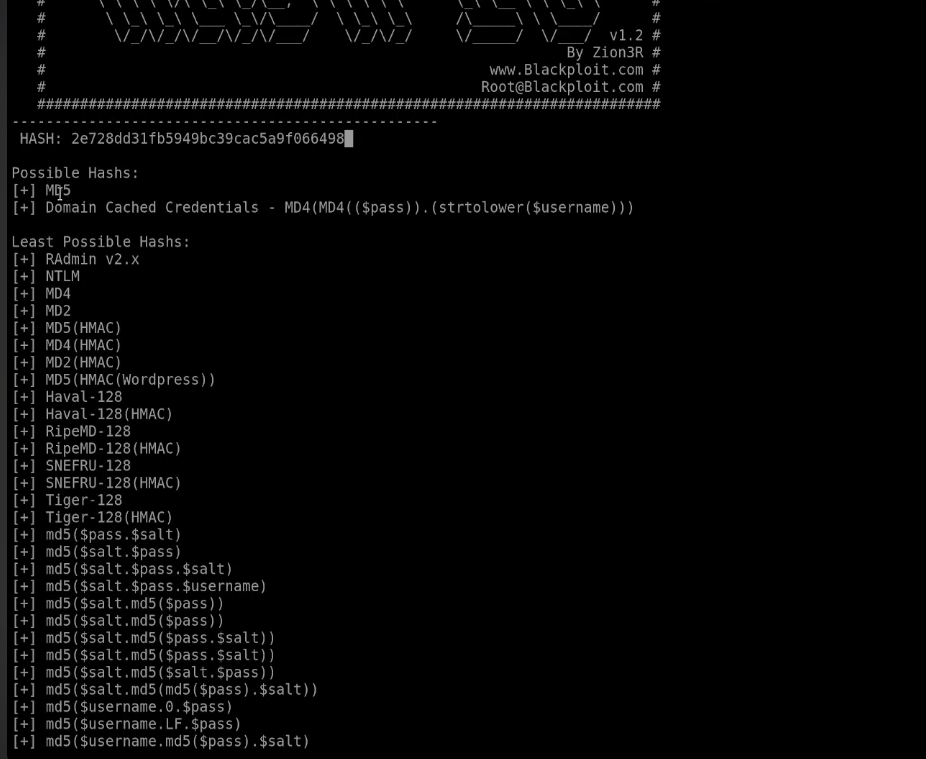 v1.2 #
# By Zion3R #
# www.Blackploit.com #
# Root@Blackploit.com #
#########################################################################
--------------------------------------------------
HASH: 2e728dd31fb5949bc39cac5a9f066498
Possible Hashs:
[+] MD5
[+] Domain Cached Credentials - MD4(MD4(($pass)).(strtolower($username)))
Least Possible Hashs:
[+] RAdmin v2.x
[+] NTLM
[+] MD4
[+] MD2
[+] MD5(HMAC)
[+] MD4(HMAC)
[+] MD2(HMAC)
[+] MD5(HMAC(Wordpress))
[+] Haval-128
[+] Haval-128(HMAC)
[+] RipeMD-128
[+] RipeMD-128(HMAC)
[+] SNEFRU-128
[+] SNEFRU-128(HMAC)
[+] Tiger-128
[+] Tiger-128(HMAC)
[+] md5($pass.$salt)
[+] md5($salt.$pass)
[+] md5($salt.$pass.$salt)
[+] md5($salt.$pass.$username)
[+] md5($salt.md5($pass))
[+] md5($salt.md5($pass))
[+] md5($salt.md5($pass.$salt))
[+] md5($salt.md5($pass.$salt))
[+] md5($salt.md5($salt.$pass))
[+] md5($salt.md5(md5($pass).$salt))
[+] md5($username.0.$pass)
[+] md5($username.LF.$pass)
[+] md5($username.md5($pass).$salt)